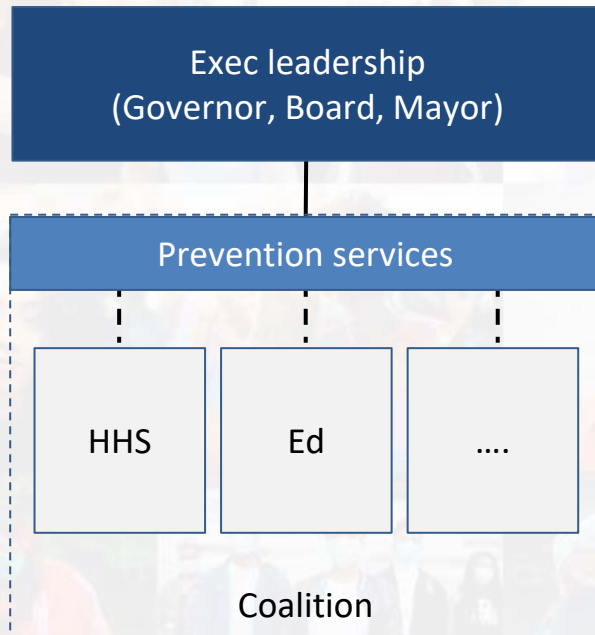 Exec leadership
(Governor, Board, Mayor)
Prevention services
HHS
Ed
....
Coalition